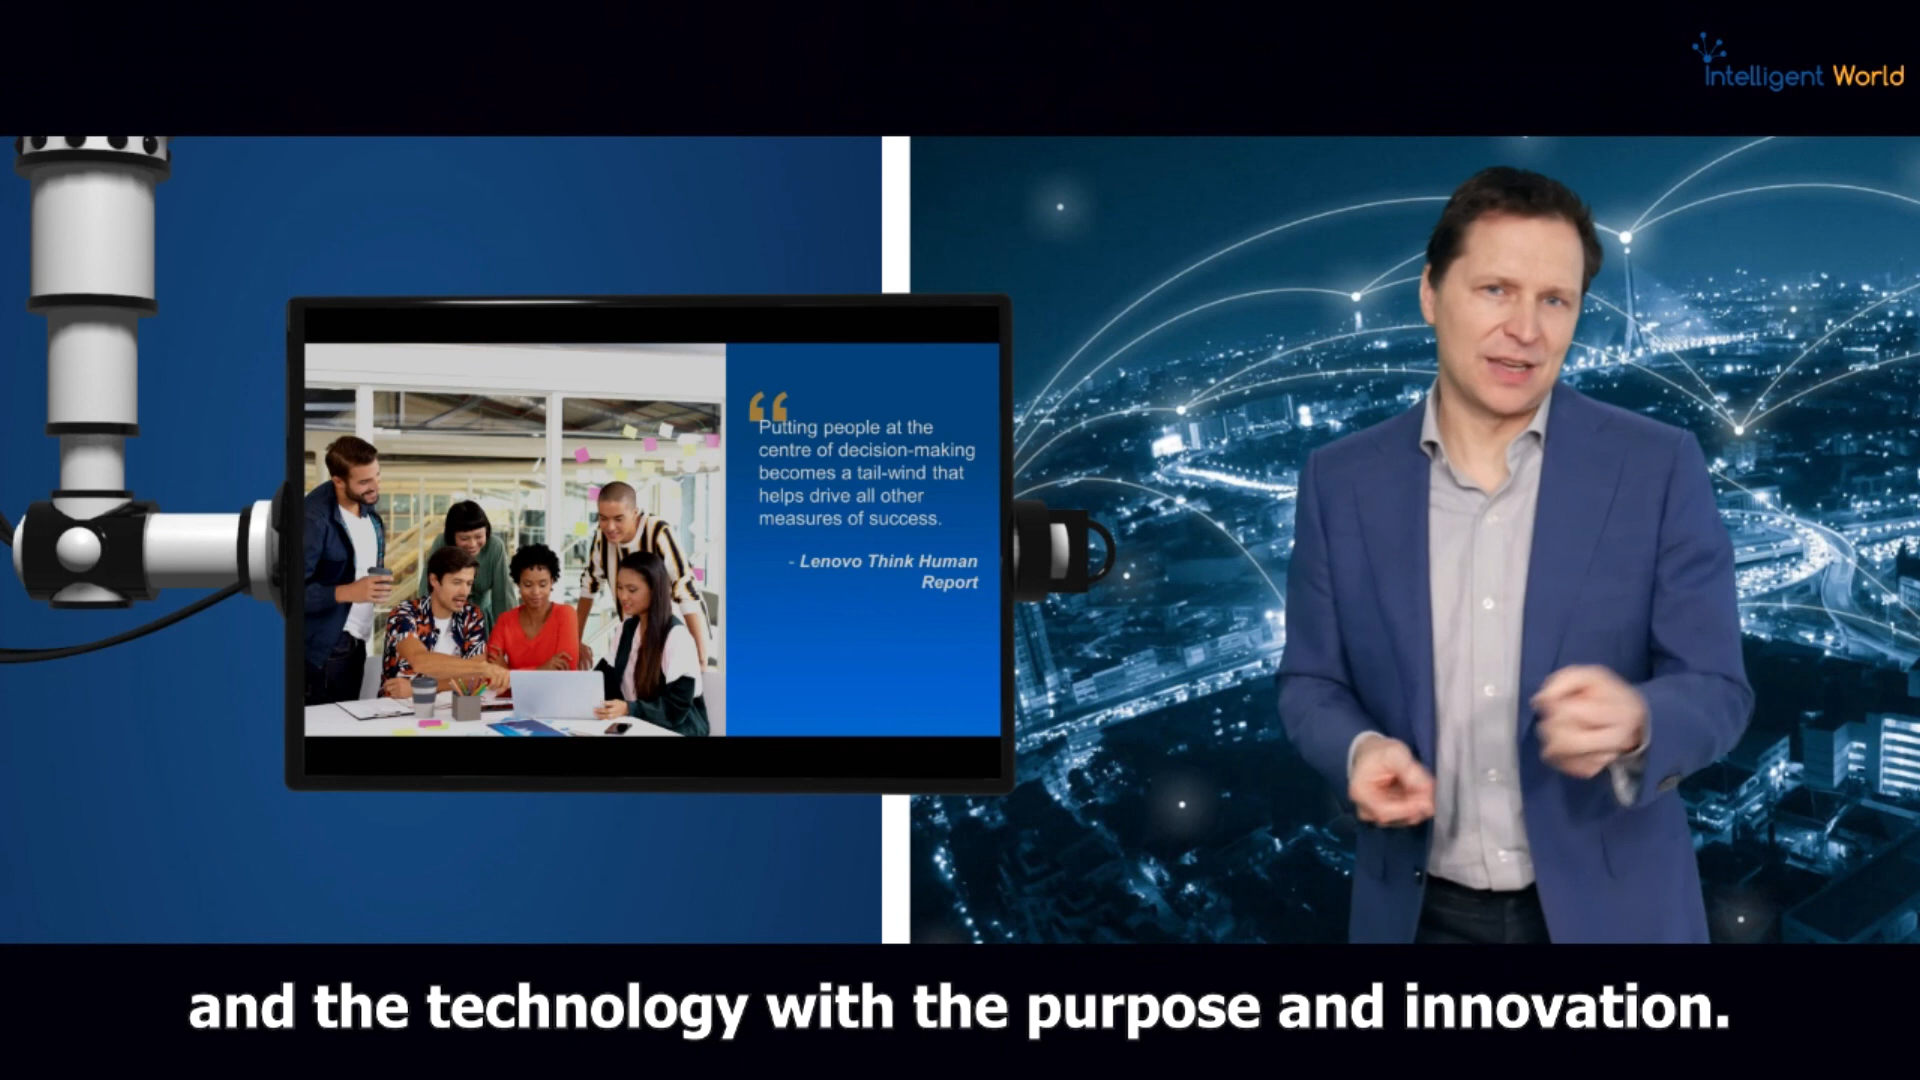 Intelligent World
“
Putting people at the
centre of decision-making
becomes a tail-wind that
helps drive all other
measures of success.
- Lenovo Think Human
Report
and the technology with the purpose and innovation.